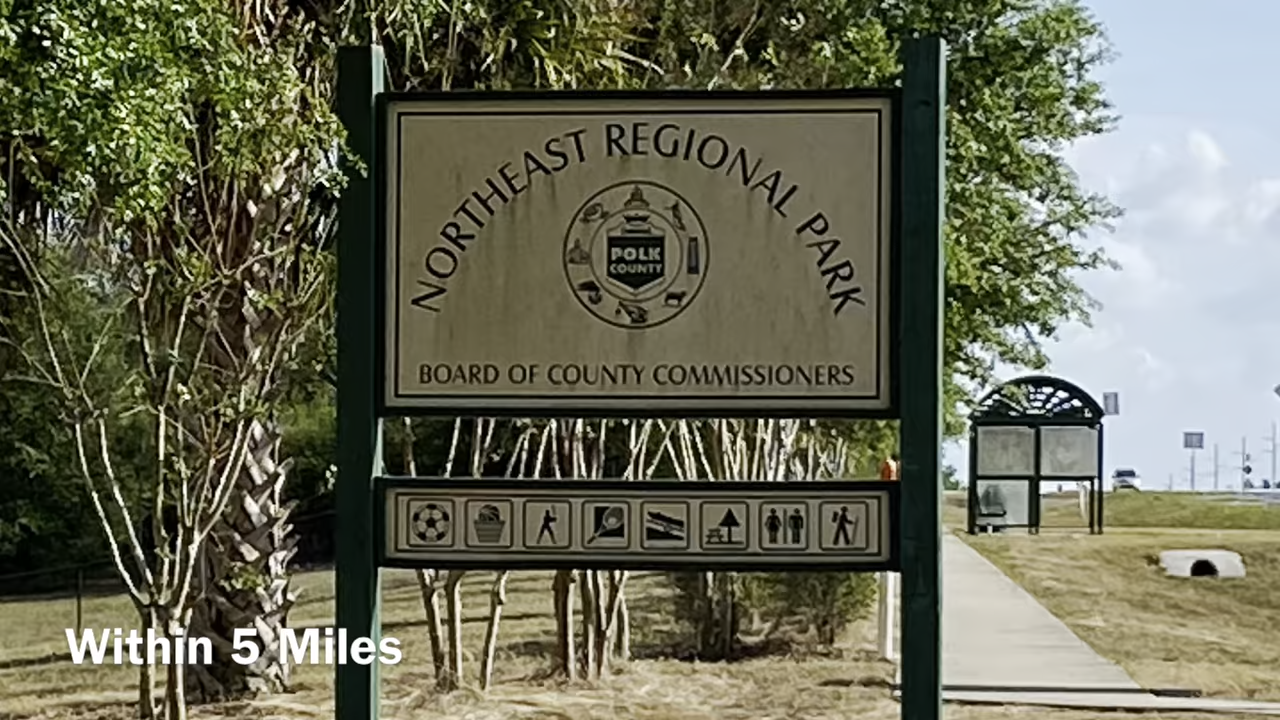 NORTHEAST REGIONAL PARK
POLK
COUNTY
BOARD OF COUNTY COMMISSIONERS
Within 5 Miles